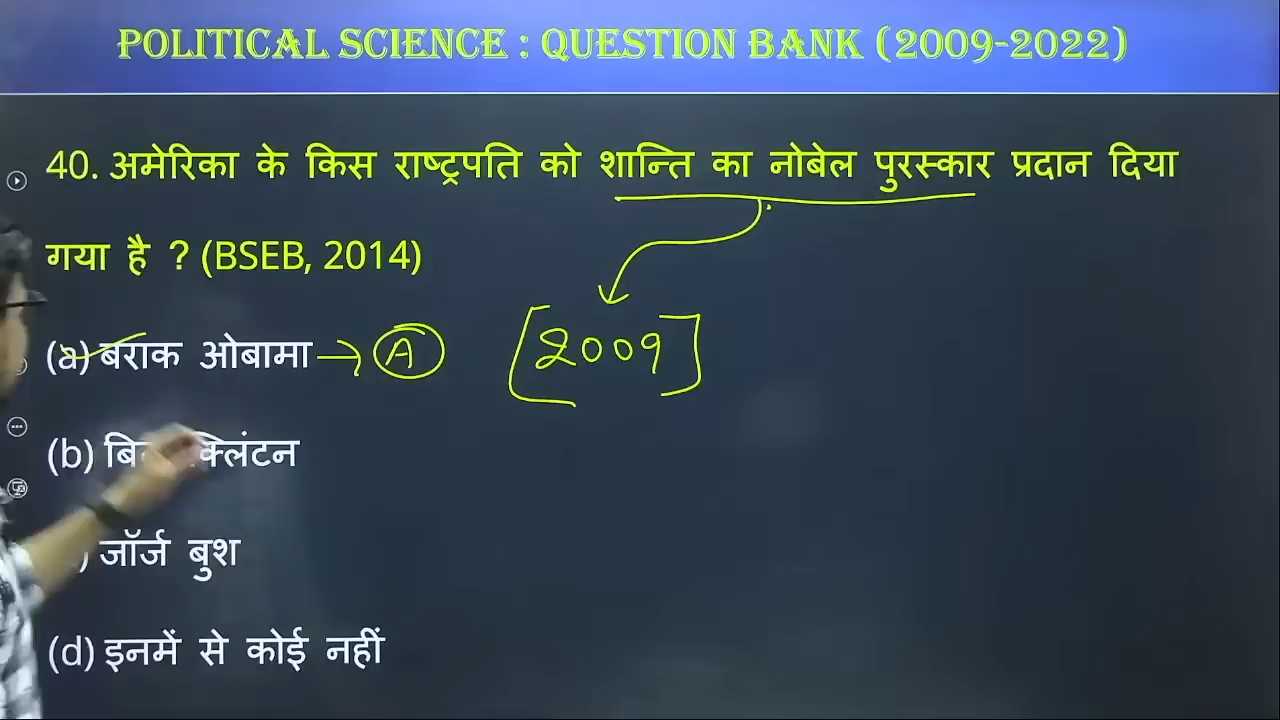 POLITICAL SCIENCE : QUESTION BANK (2009-2022)
40. अमेरिका के किस राष्ट्रपति को शान्ति का नोबेल पुरस्कार प्रदान दिया
गया है ? (BSEB, 2014)
(a) बराक ओबामा → A [2009]
(b) क्लिंटन
) जॉर्ज बुश
(d) इनमें से कोई नहीं